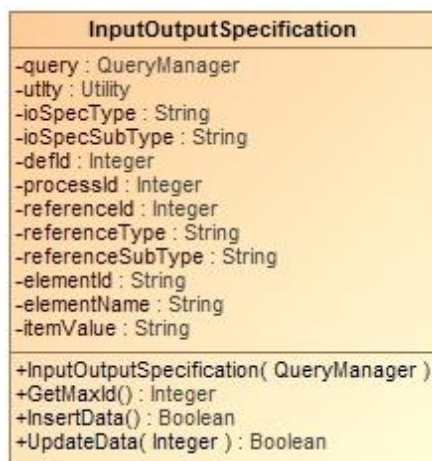 InputOutputSpecification
-query : QueryManager
-utlty : Utility
-ioSpecType : String
-ioSpecSubType : String
-defId : Integer
-processId : Integer
-referenceId : Integer
-referenceType : String
-referenceSubType : String
-elementId : String
-elementName : String
-itemValue : String
+InputOutputSpecification( QueryManager )
+GetMaxId() : Integer
+InsertData() : Boolean
+UpdateData( Integer ) : Boolean